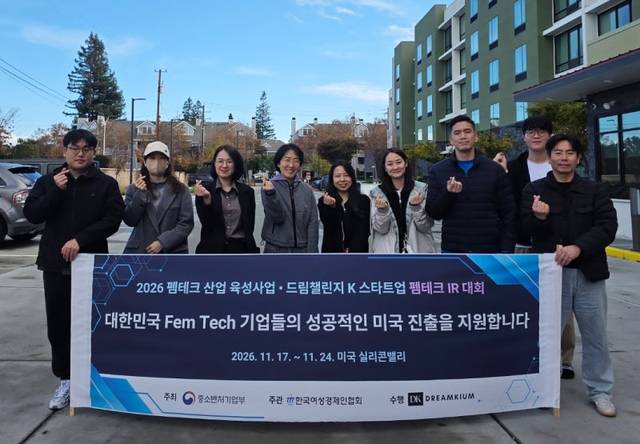 2026 펨테크 산업 육성사업 · 드림챌린지 K 스타트업 펨테크 IR 대회
대한민국 Fem Tech 기업들의 성공적인 미국 진출을 지원합니다
2026. 11. 17. ~ 11. 24. 미국 실리콘밸리
주최 중소벤처기업부 주관 한국여성경제인협회 수행 DK DREAMKIUM